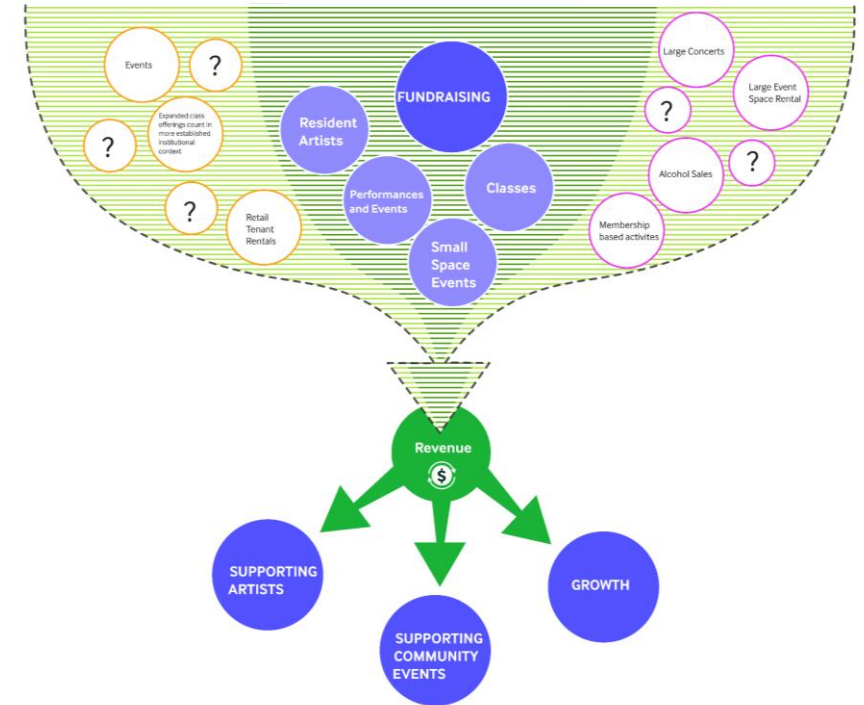 Events
?
Expanded class
offerings count in
more established
Institutional
context
?
?
Retail
Tenant
Rentals
FUNDRAISING
Resident
Artists
Performances
and Events
Classes
Small
Space
Events
Large Concerts
Large Event
Space Rental
?
Alcohol Sales
?
Membership
based activites
Revenue
$
SUPPORTING
ARTISTS
SUPPORTING
COMMUNITY
EVENTS
GROWTH